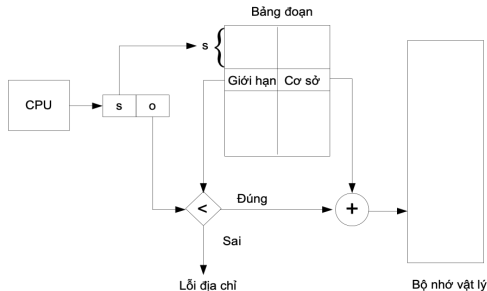 Bảng đoạn
s {
Giới hạn Cơ sở
CPU
s o
<
Đúng
+
Sai
Lỗi địa chỉ
Bộ nhớ vật lý